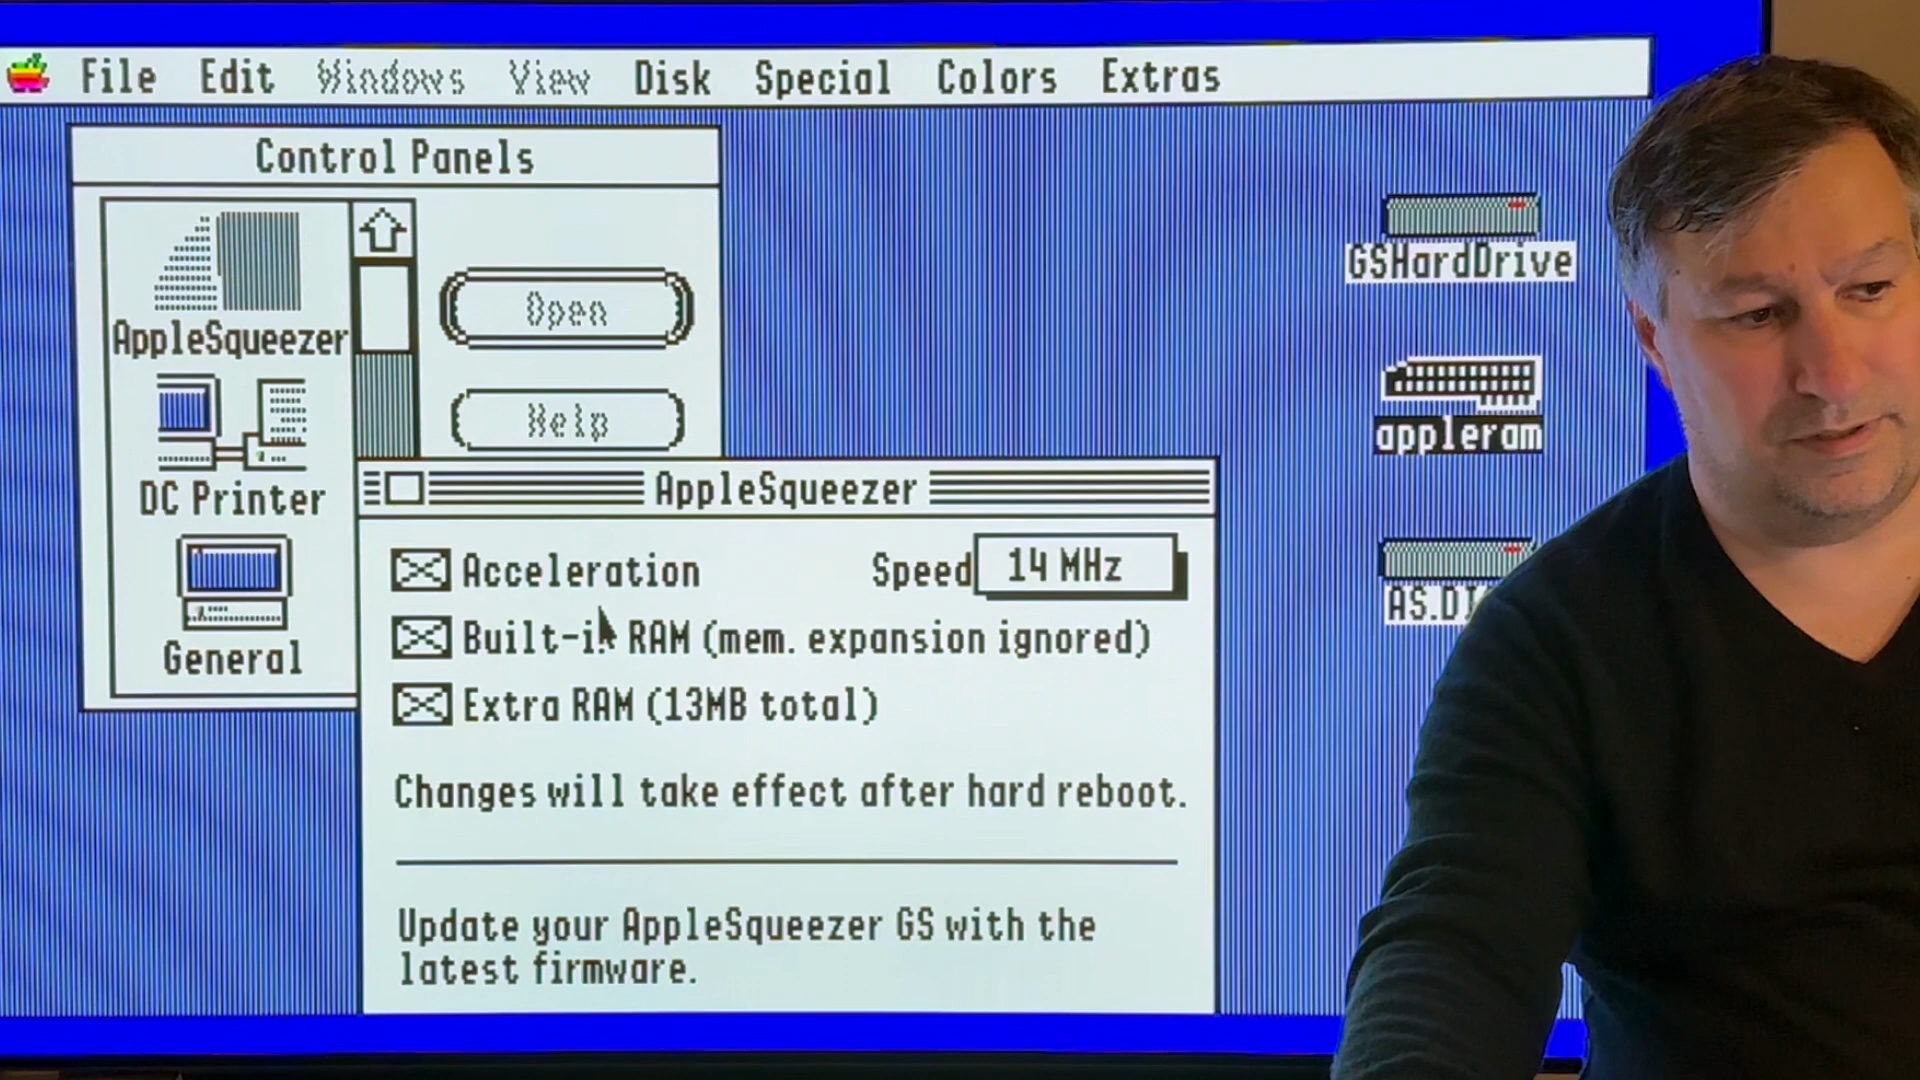 File Edit Windows View Disk Special Colors Extras
Control Panels
AppleSqueezer
DC Printer
General
Open
Help
GSHardDrive
appleram
AppleSqueezer
Acceleration
Speed 14 MHz
RAM (mem. expansion ignored)
Extra RAM (13MB total)
Changes will take effect after hard reboot.
Update your AppleSqueezer GS with the
latest firmware.